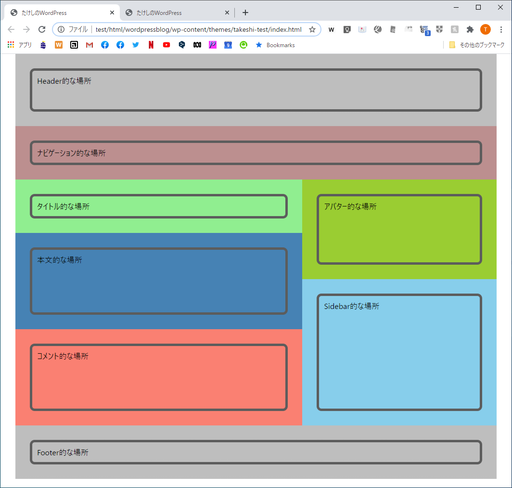 たけしのWordPress
たけしのWordPress
ファイル
test/html/wordpressblog/wp-content/themes/takeshi-test/index.html
アプリ
Bookmarks
その他のブックマーク
Header的な場所
ナビゲーション的な場所
タイトル的な場所
アバター的な場所
本文的な場所
Sidebar的な場所
コメント的な場所
Footer的な場所